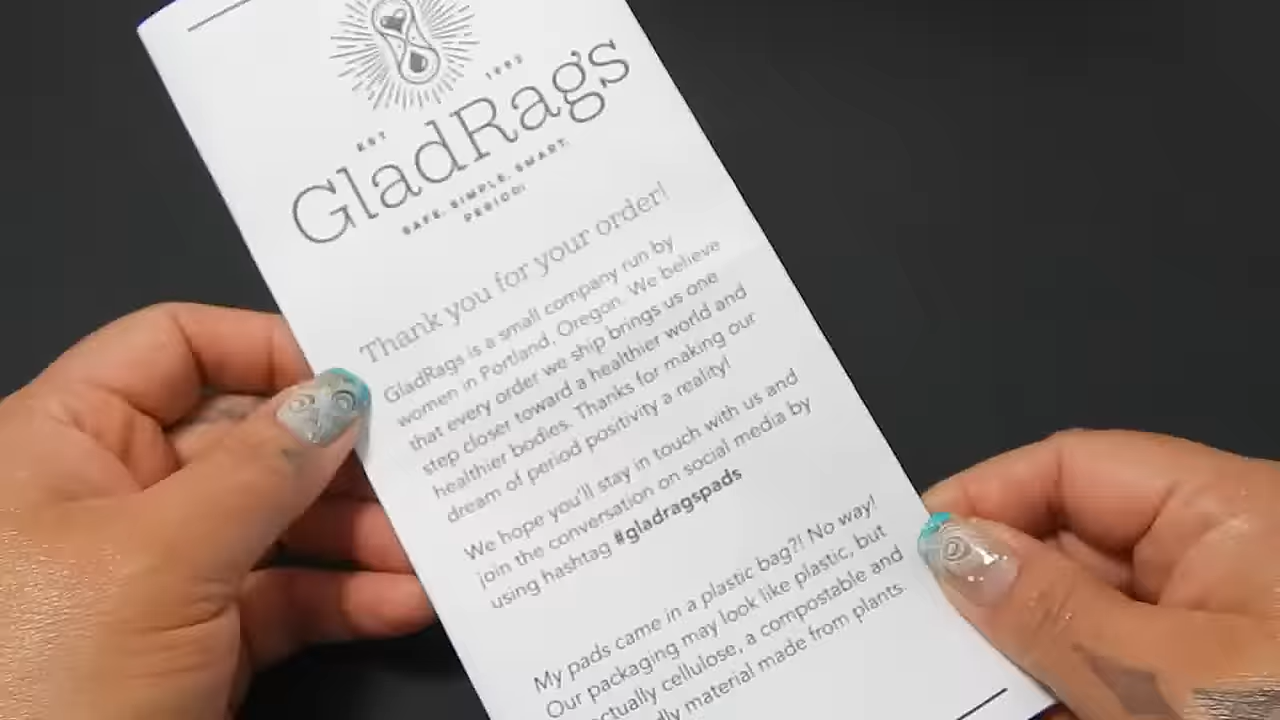 EST 1993
GladRags
SAFE. SIMPLE. SMART.
PERIOD!
Thank you for your order!
GladRags is a small company run by
women in Portland, Oregon. We believe
that every order we ship brings us one
step closer toward a healthier world and
healthier bodies. Thanks for making our
dream of period positivity a reality!
We hope you'll stay in touch with us and
join the conversation on social media by
using hashtag #gladragspads
My pads came in a plastic bag?! No way!
Our packaging may look like plastic, but
actually cellulose, a compostable and
material made from plants.